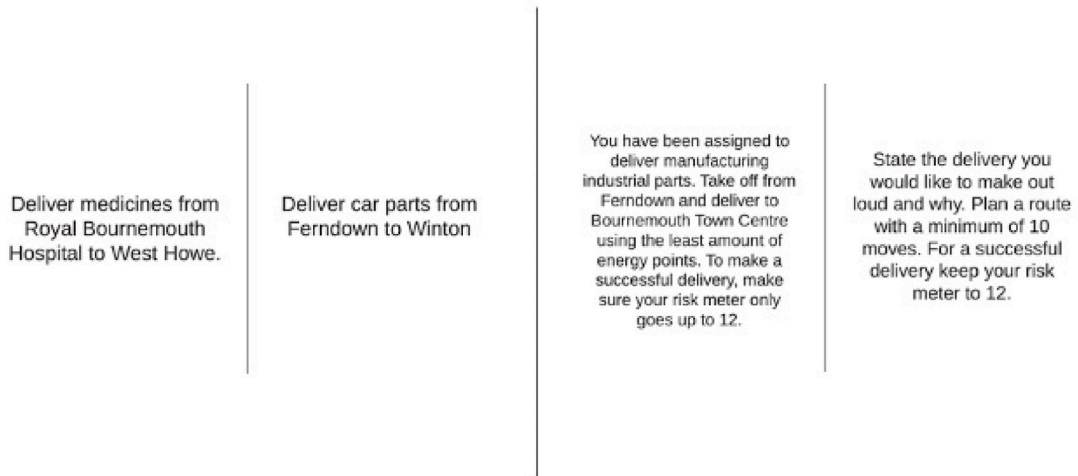 Deliver medicines from
Royal Bournemouth
Hospital to West Howe.
Deliver car parts from
Ferndown to Winton
You have been assigned to
deliver manufacturing
industrial parts. Take off from
Ferndown and deliver to
Bournemouth Town Centre
using the least amount of
energy points. To make a
successful delivery, make
sure your risk meter only
goes up to 12.
State the delivery you
would like to make out
loud and why. Plan a route
with a minimum of 10
moves. For a successful
delivery keep your risk
meter to 12.